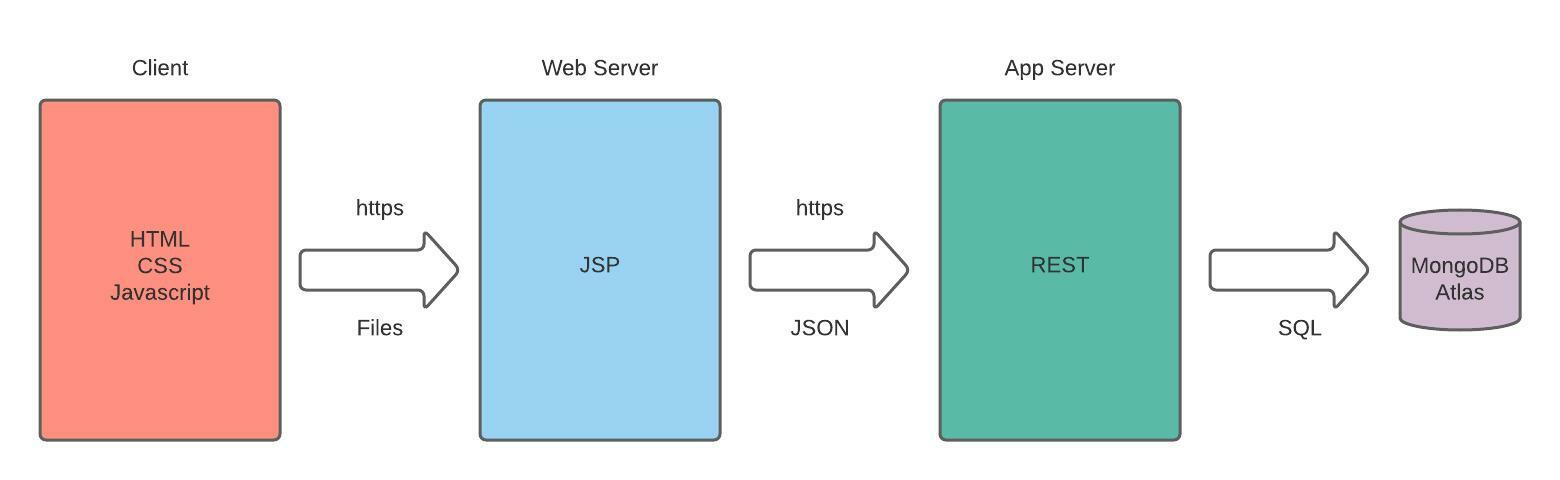 Client
Web Server
App Server
HTML
CSS
Javascript
https
Files
JSP
https
JSON
REST
SQL
MongoDB
Atlas